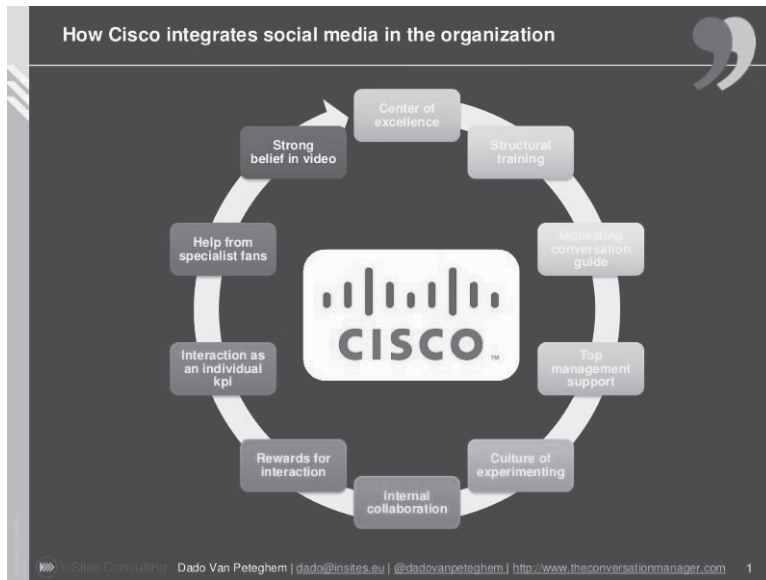 How Cisco integrates social media in the organization
Center of
excellence
Structural
training
Motivating
conversation
guide
Top
management
support
Culture of
experimenting
Internal
collaboration
Rewards for
interaction
Interaction as
an individual
kpi
Help from
specialist fans
Strong
belief in video
CISCO TM
InSites Consulting Dado Van Peteghem | dado@insites.eu | @dadovanpeteghem | http://www.theconversationmanager.com 1